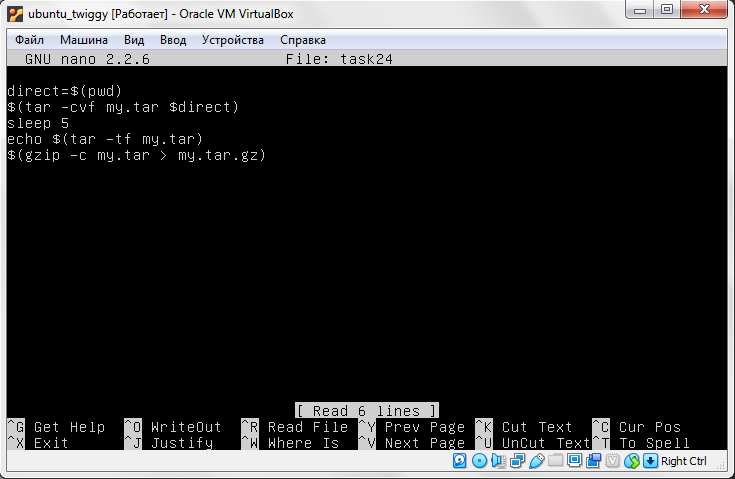 ubuntu_twiggy [Работает] - Oracle VM VirtualBox
Файл Машина Вид Ввод Устройства Справка
GNU nano 2.2.6 File: task24
direct=$(pwd)
$(tar -cvf my.tar $direct)
sleep 5
echo $(tar -tf my.tar)
$(gzip -c my.tar > my.tar.gz)
[ Read 6 lines ]
^G Get Help ^O WriteOut ^R Read File ^Y Prev Page ^K Cut Text ^C Cur Pos
^X Exit ^J Justify ^W Where Is ^V Next Page ^U UnCut Text ^T To Spell
Right Ctrl